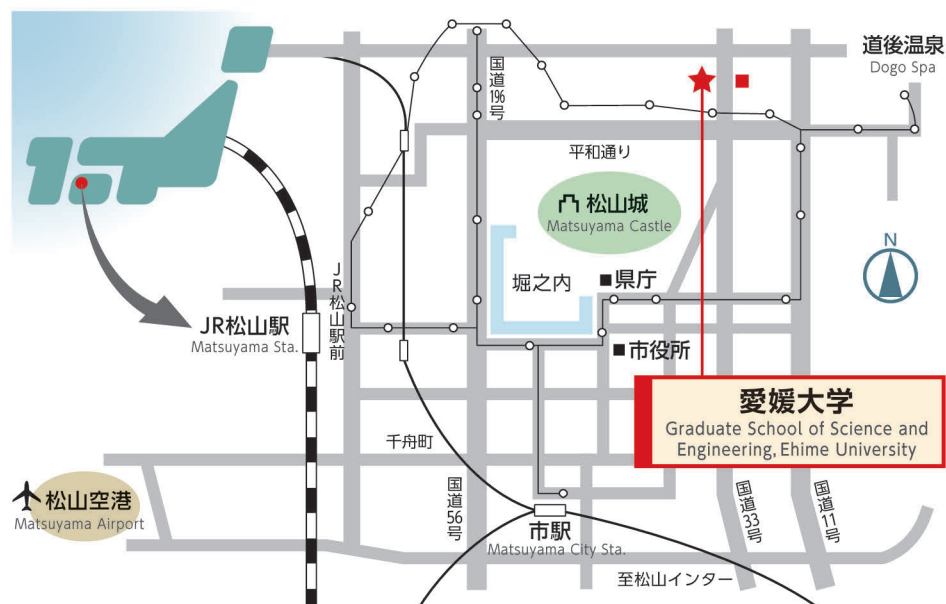 道後温泉
Dogo Spa
国道196号
平和通り
松山城
Matsuyama Castle
N
堀之内
県庁
JR松山駅前
JR松山駅
Matsuyama Sta.
市役所
愛媛大学
Graduate School of Science and
Engineering, Ehime University
千舟町
松山空港
Matsuyama Airport
国道56号
国道33号
国道11号
市駅
Matsuyama City Sta.
至松山インター